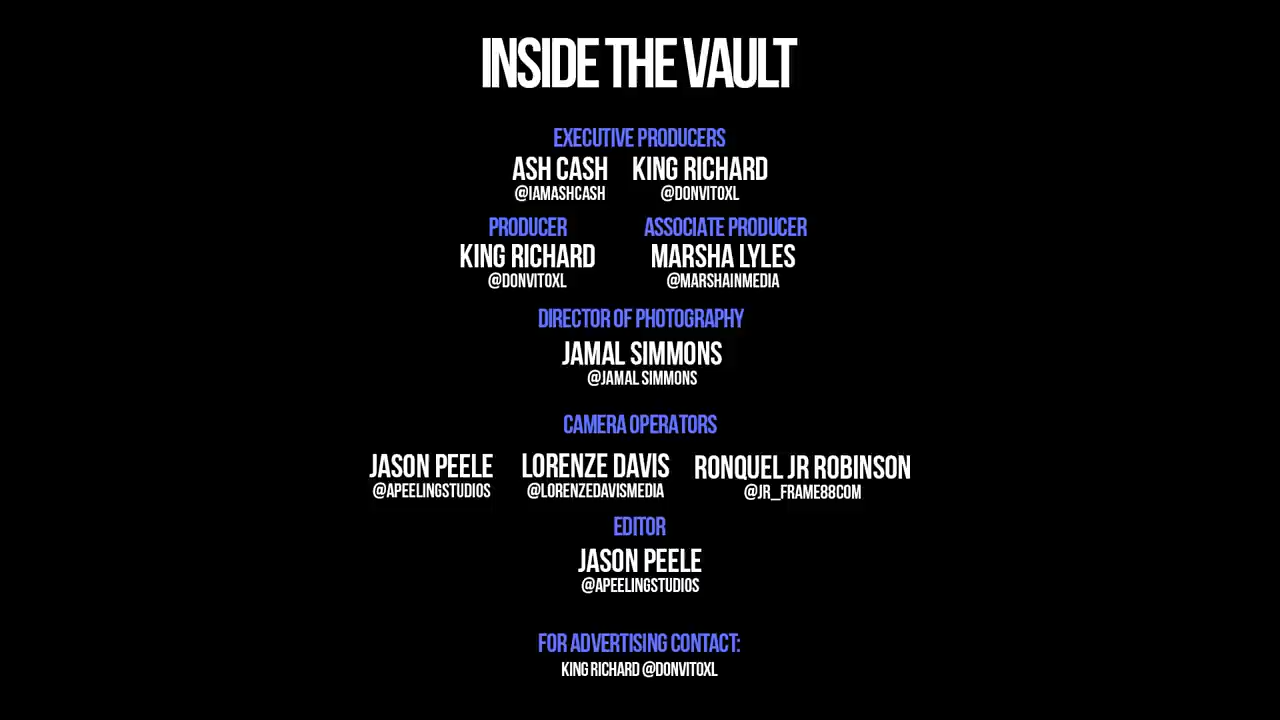 INSIDE THE VAULT
EXECUTIVE PRODUCERS
ASH CASH KING RICHARD
@IAMASHCASH @DONVITOXL
PRODUCER ASSOCIATE PRODUCER
KING RICHARD MARSHA LYLES
@DONVITOXL @MARSHAINMEDIA
DIRECTOR OF PHOTOGRAPHY
JAMAL SIMMONS
@JAMAL SIMMONS
CAMERA OPERATORS
JASON PEELE LORENZE DAVIS RONQUEL JR ROBINSON
@APEELINGSTUDIOS @LORENZEDAVISMEDIA @JR_FRAME88COM
EDITOR
JASON PEELE
@APEELINGSTUDIOS
FOR ADVERTISING CONTACT:
KING RICHARD @DONVITOXL